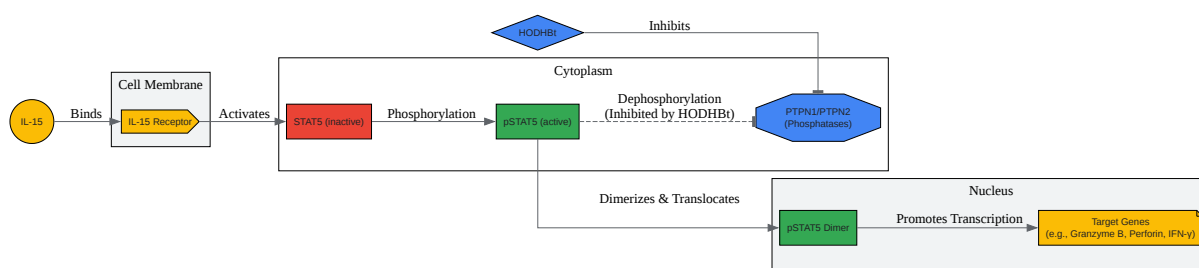 HODHBt
Inhibits
Cytoplasm
Cell Membrane
IL-15
Binds
IL-15 Receptor
Activates
STAT5 (inactive)
Phosphorylation
pSTAT5 (active)
Dephosphorylation
(Inhibited by HODHBt)
PTPN1/PTPN2
(Phosphatases)
Dimerizes & Translocates
Nucleus
pSTAT5 Dimer
Promotes Transcription
Target Genes
(e.g., Granzyme B, Perforin, IFN-γ)